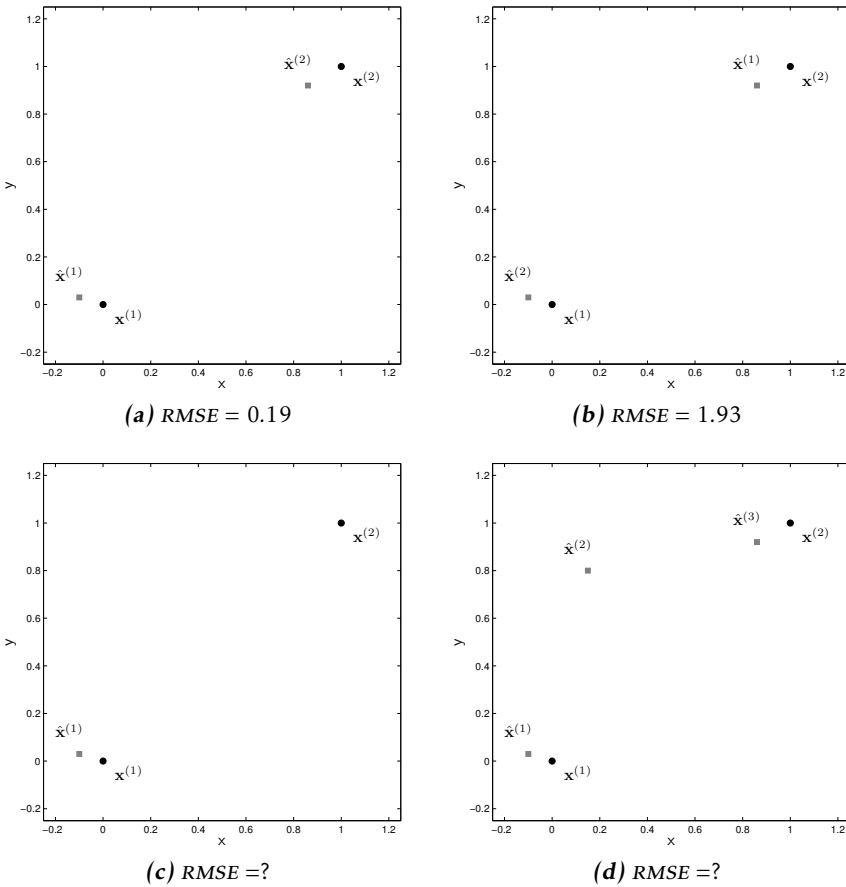 1.2
1
0.8
0.6
0.4
0.2
0
−0.2
y
x̂(2)
x(2)
x̂(1)
x(1)
−0.2 0 0.2 0.4 0.6 0.8 1 1.2
x
(a) RMSE = 0.19
1.2
1
0.8
0.6
0.4
0.2
0
−0.2
y
x̂(1)
x(2)
x̂(2)
x(1)
−0.2 0 0.2 0.4 0.6 0.8 1 1.2
x
(b) RMSE = 1.93
1.2
1
0.8
0.6
0.4
0.2
0
−0.2
y
x(2)
x̂(1)
x(1)
−0.2 0 0.2 0.4 0.6 0.8 1 1.2
x
(c) RMSE =?
1.2
1
0.8
0.6
0.4
0.2
0
−0.2
y
x̂(3)
x(2)
x̂(2)
x̂(1)
x(1)
−0.2 0 0.2 0.4 0.6 0.8 1 1.2
x
(d) RMSE =?